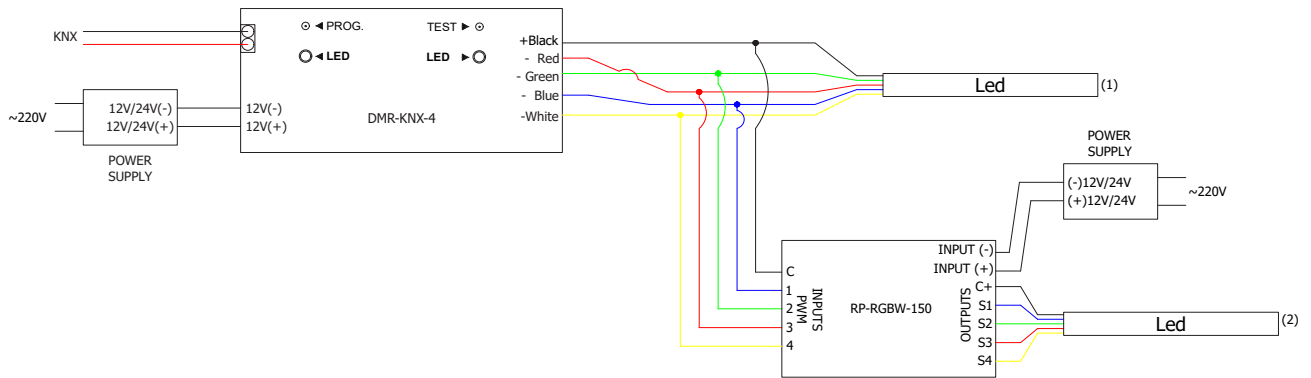 KNX
PROG.
TEST
LED
LED
+Black
- Red
- Green
- Blue
-White
Led
(1)
~220V
12V/24V(-)
12V/24V(+)
12V(-)
12V(+)
DMR-KNX-4
POWER
SUPPLY
POWER
SUPPLY
(-)12V/24V
(+)12V/24V
~220V
INPUT (-)
INPUT (+)
C
1
2
3
4
INPUTS
PWM
RP-RGBW-150
OUTPUTS
C+
S1
S2
S3
S4
Led
(2)